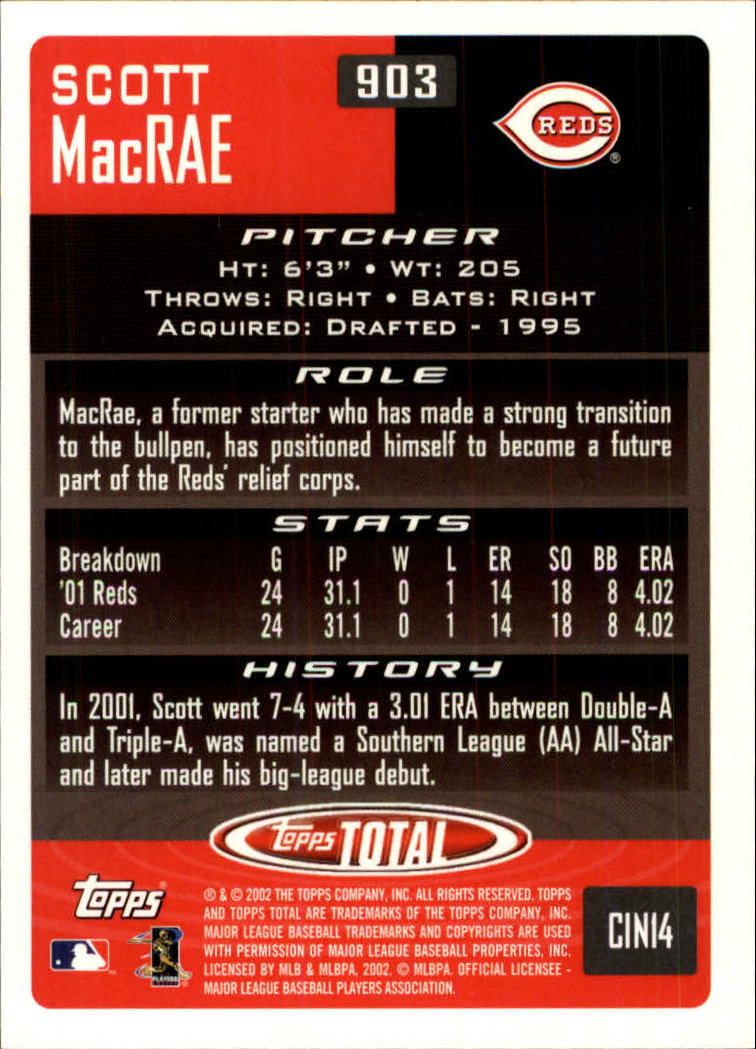 SCOTT
MacRAE
903
REDS
®
PITCHER
HT: 6'3" • WT: 205
THROWS: RIGHT • BATS: RIGHT
ACQUIRED: DRAFTED - 1995
ROLE
MacRae, a former starter who has made a strong transition
to the bullpen, has positioned himself to become a future
part of the Reds' relief corps.
STATS
Breakdown G IP W L ER SO BB ERA
'01 Reds 24 31.1 0 1 14 18 8 4.02
Career 24 31.1 0 1 14 18 8 4.02
HISTORY
In 2001, Scott went 7-4 with a 3.01 ERA between Double-A
and Triple-A, was named a Southern League (AA) All-Star
and later made his big-league debut.
topps TOTAL
topps
® & © 2002 THE TOPPS COMPANY, INC. ALL RIGHTS RESERVED. TOPPS
AND TOPPS TOTAL ARE TRADEMARKS OF THE TOPPS COMPANY, INC.
MAJOR LEAGUE BASEBALL TRADEMARKS AND COPYRIGHTS ARE USED
WITH PERMISSION OF MAJOR LEAGUE BASEBALL PROPERTIES, INC.
LICENSED BY MLB & MLBPA, 2002. © MLBPA. OFFICIAL LICENSEE -
MAJOR LEAGUE BASEBALL PLAYERS ASSOCIATION.
PLAYERS
CIN14